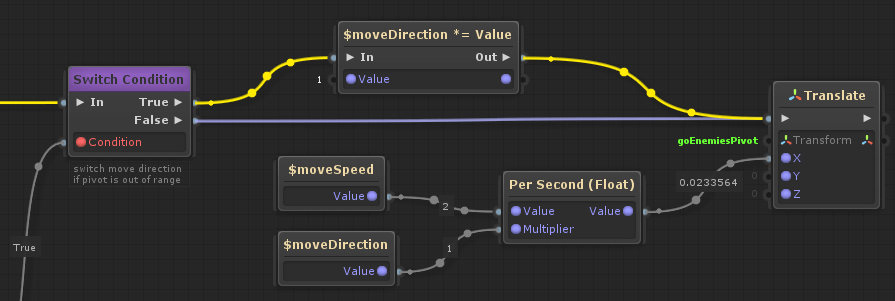 $moveDirection *= Value
In Out
1 Value
Switch Condition
In True
False
Condition
switch move direction
if pivot is out of range
True
Translate
goEnemiesPivot Transform
X
0 Y
0 Z
$moveSpeed
Value
2
Per Second (Float)
Value Value
Multiplier
0.0233564
$moveDirection
Value
1